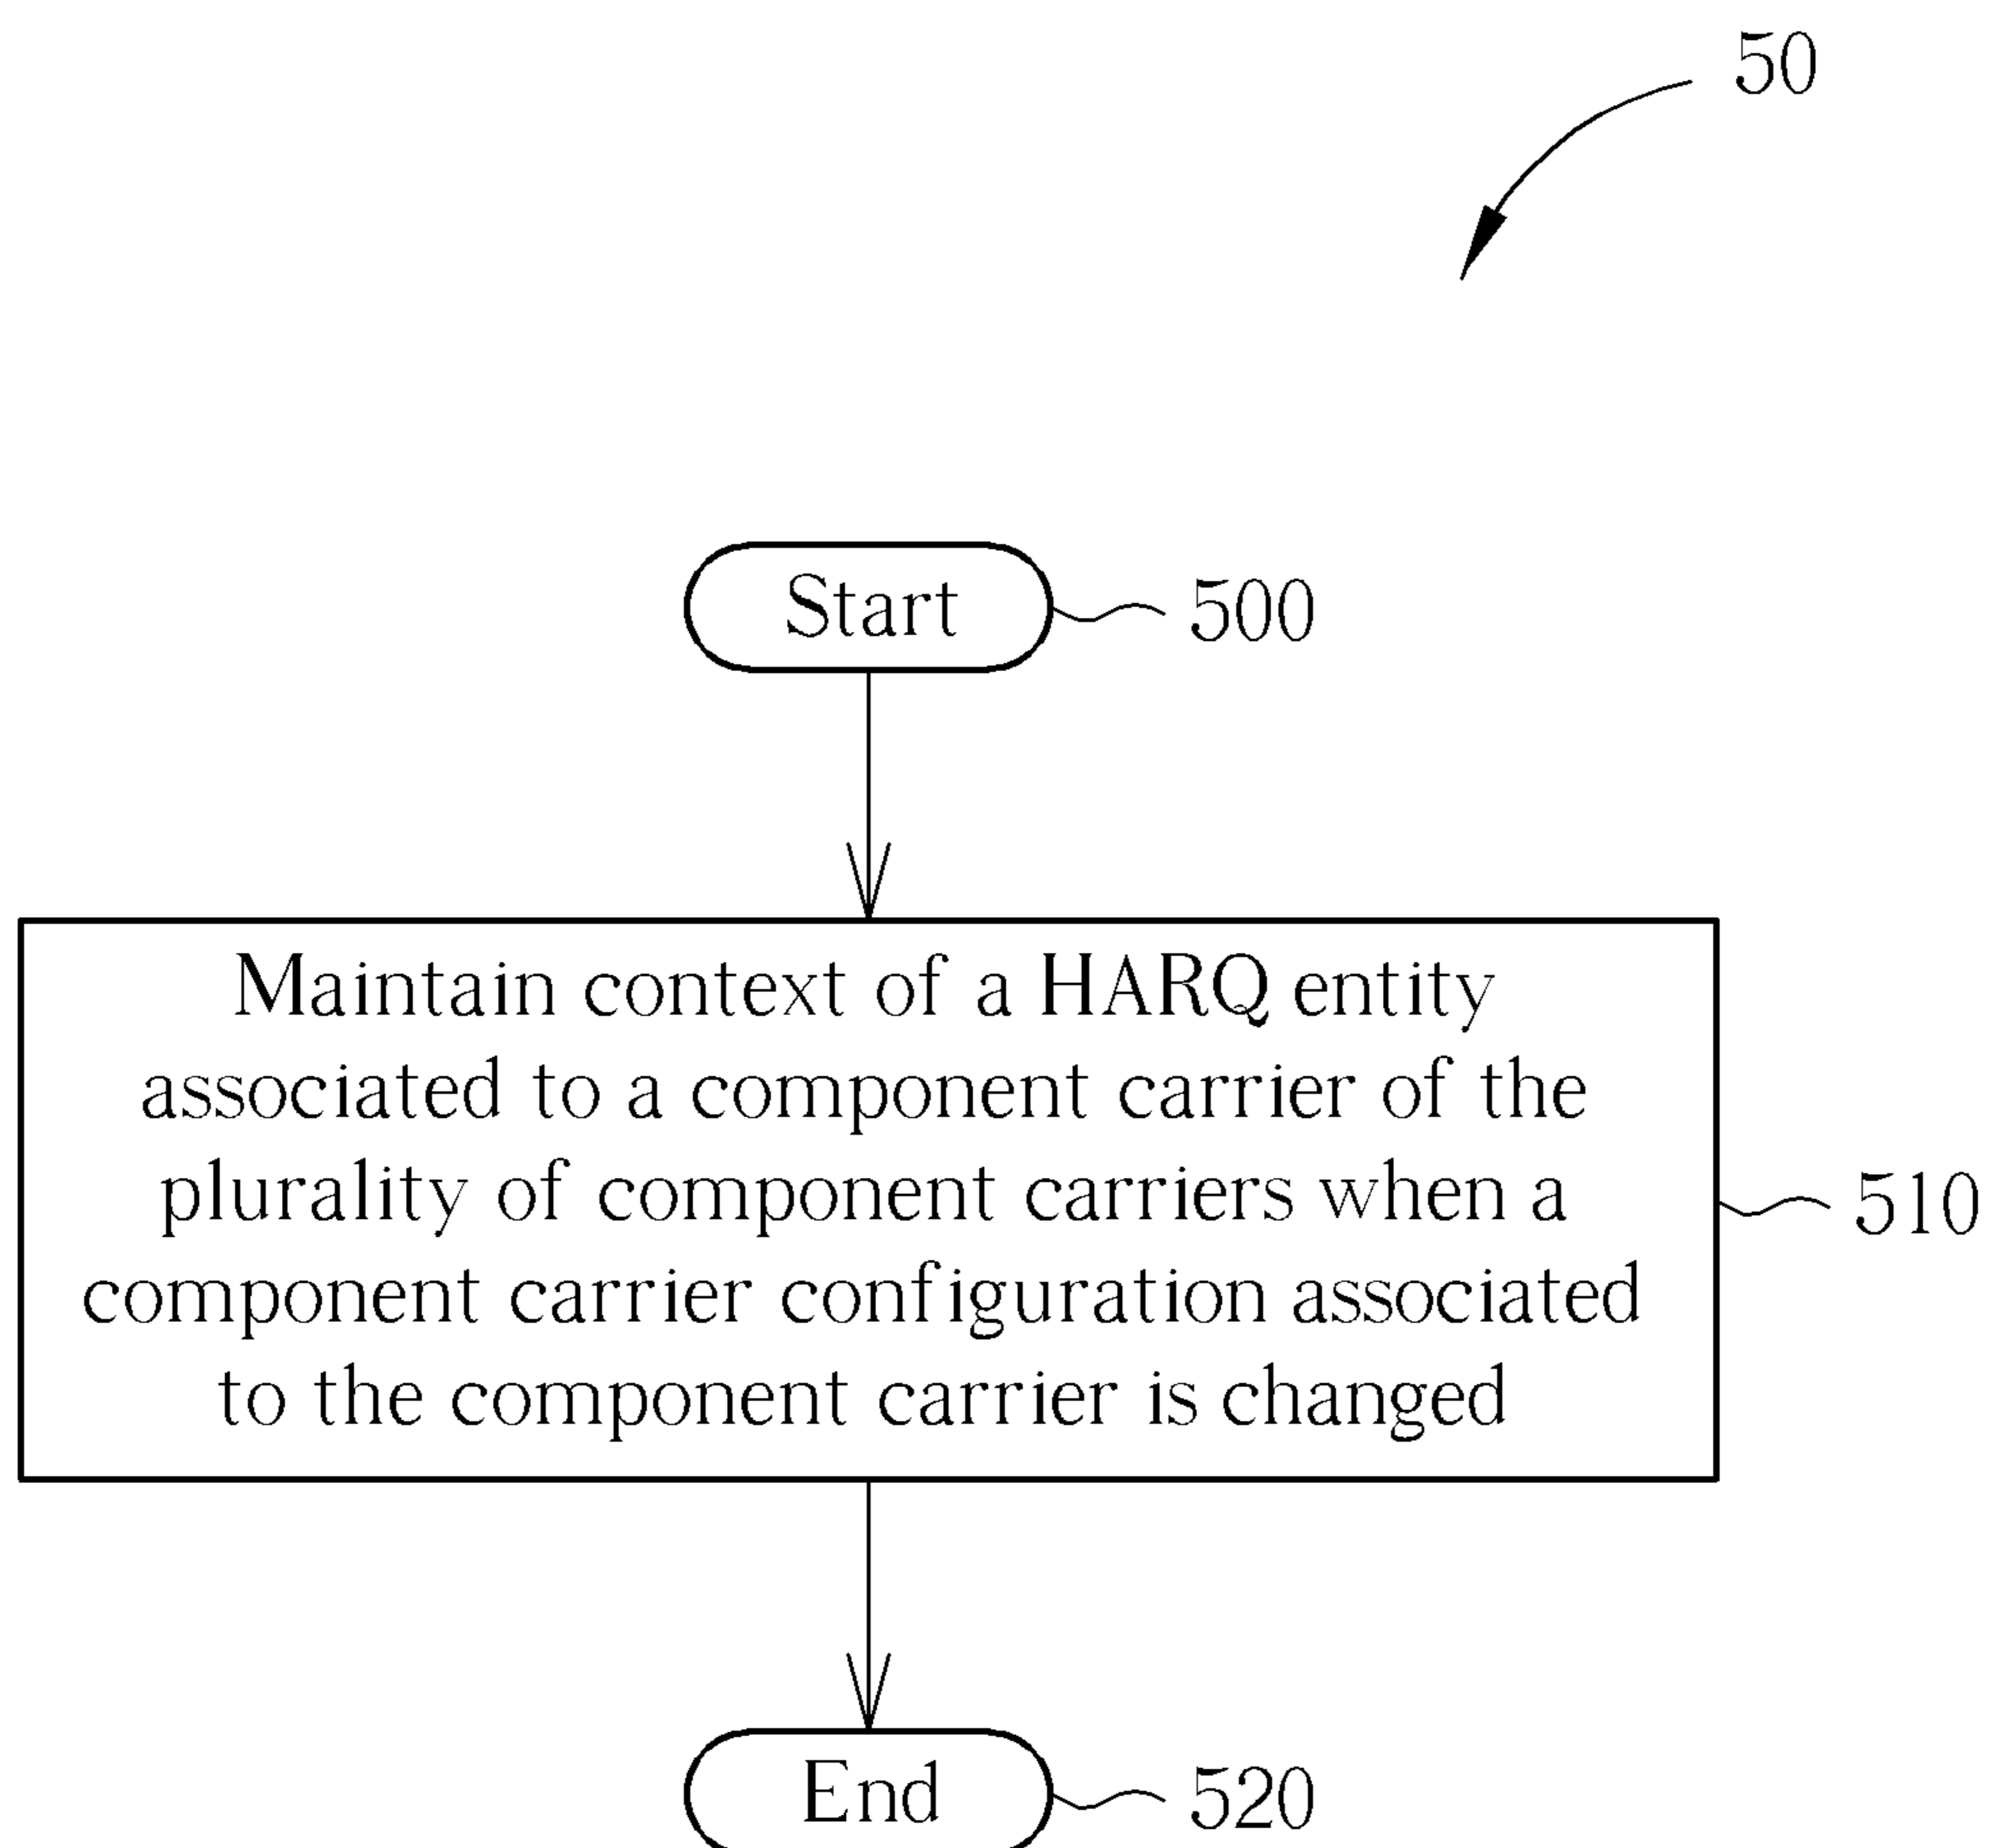 50
Start
500
Maintain context of a HARQ entity
associated to a component carrier of the
plurality of component carriers when a
component carrier configuration associated
to the component carrier is changed
510
End
520